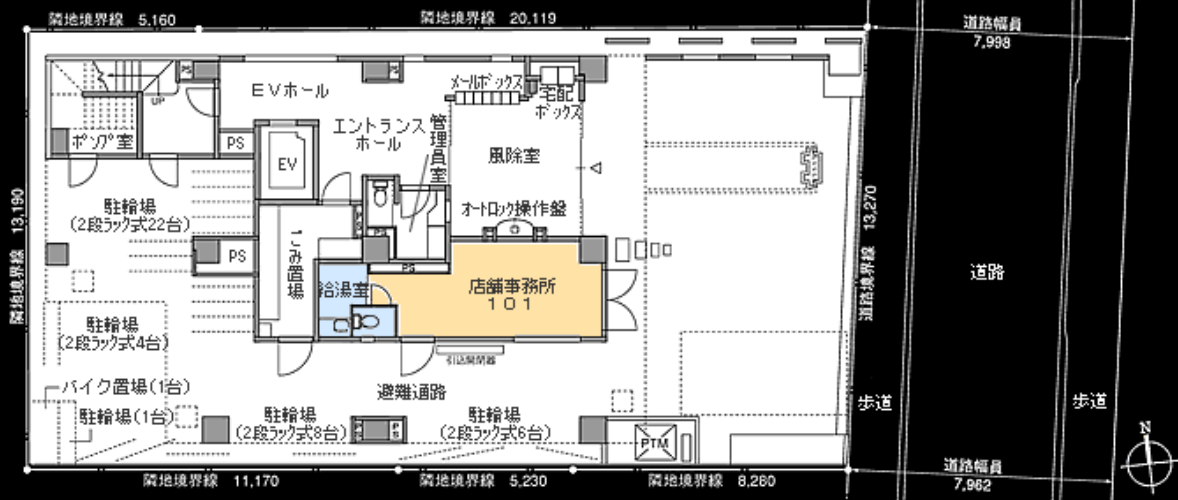 隣地境界線 5,160
隣地境界線 20,119
道路幅員
7,998
PS
PS
UP
EVホール
メールボックス
宅配
ボックス
ポンプ室
PS
EV
エントランス
ホール
管理員室
風除室
駐輪場
(2段ラック式22台)
隣地境界線 13,190
道路境界線 13,270
オートロック操作盤
PS
PS
PS
ゴミ置場
PS
給湯室
店舗事務所
101
道路
駐輪場
(2段ラック式4台)
引込開閉器
バイク置場(1台)
避難通路
駐輪場(1台)
駐輪場
(2段ラック式8台)
PS
PS
駐輪場
(2段ラック式6台)
PTM
歩道
歩道
N
隣地境界線 11,170
隣地境界線 5,230
隣地境界線 8,260
道路幅員
7,962